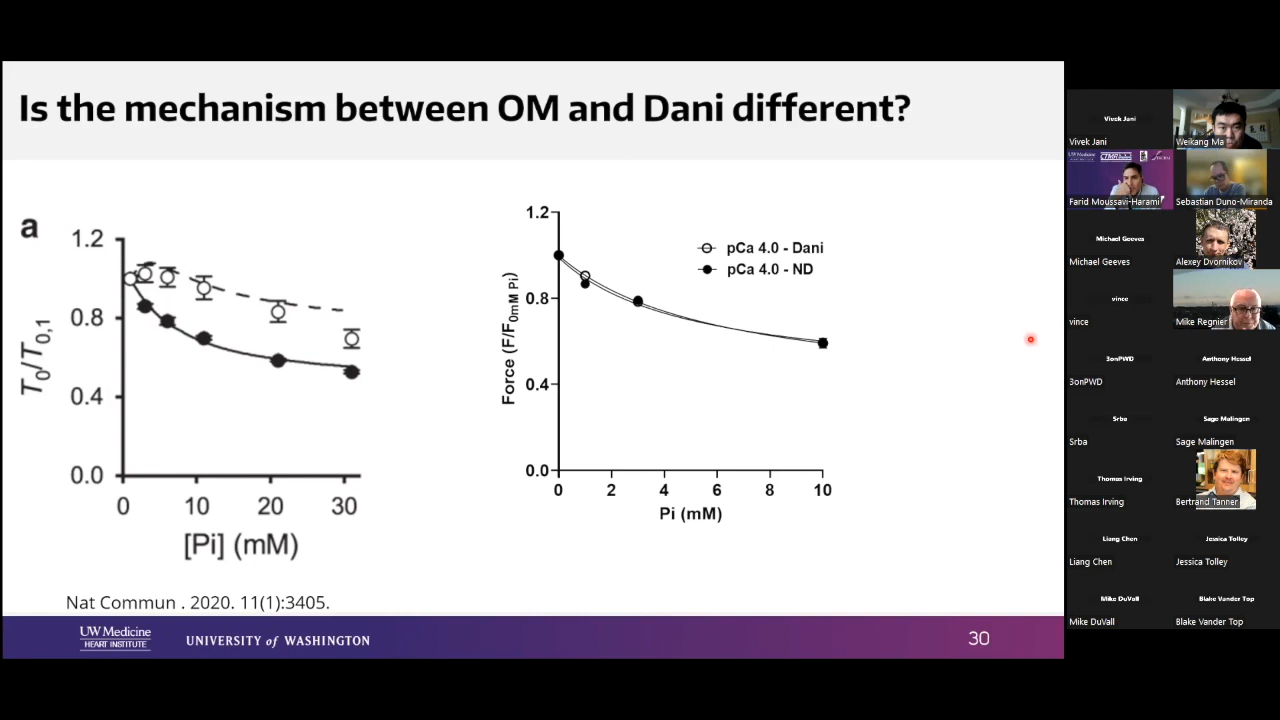 Is the mechanism between OM and Dani different?
a
1.2
0.8
0.4
0.0
T0/T0,1
0
10
20
30
[Pi] (mM)
1.2
0.8
0.4
0.0
Force (F/F0mM Pi)
pCa 4.0 - Dani
pCa 4.0 - ND
0
2
4
6
8
10
Pi (mM)
Nat Commun . 2020. 11(1):3405.
UW Medicine
HEART INSTITUTE
UNIVERSITY of WASHINGTON
30
Vivek Jani
Vivek Jani
Weikang Ma
UW Medicine
Farid Moussavi-Harami
Sebastian Duno-Miranda
Michael Geeves
Michael Geeves
Alexey Dvornikov
vince
vince
Mike Regnier
3onPWD
3onPWD
Anthony Hessel
Anthony Hessel
Srba
Srba
Sage Malingen
Sage Malingen
Thomas Irving
Thomas Irving
Bertrand Tanner
Liang Chen
Liang Chen
Jessica Tolley
Jessica Tolley
Mike DuVall
Mike DuVall
Blake Vander Top
Blake Vander Top